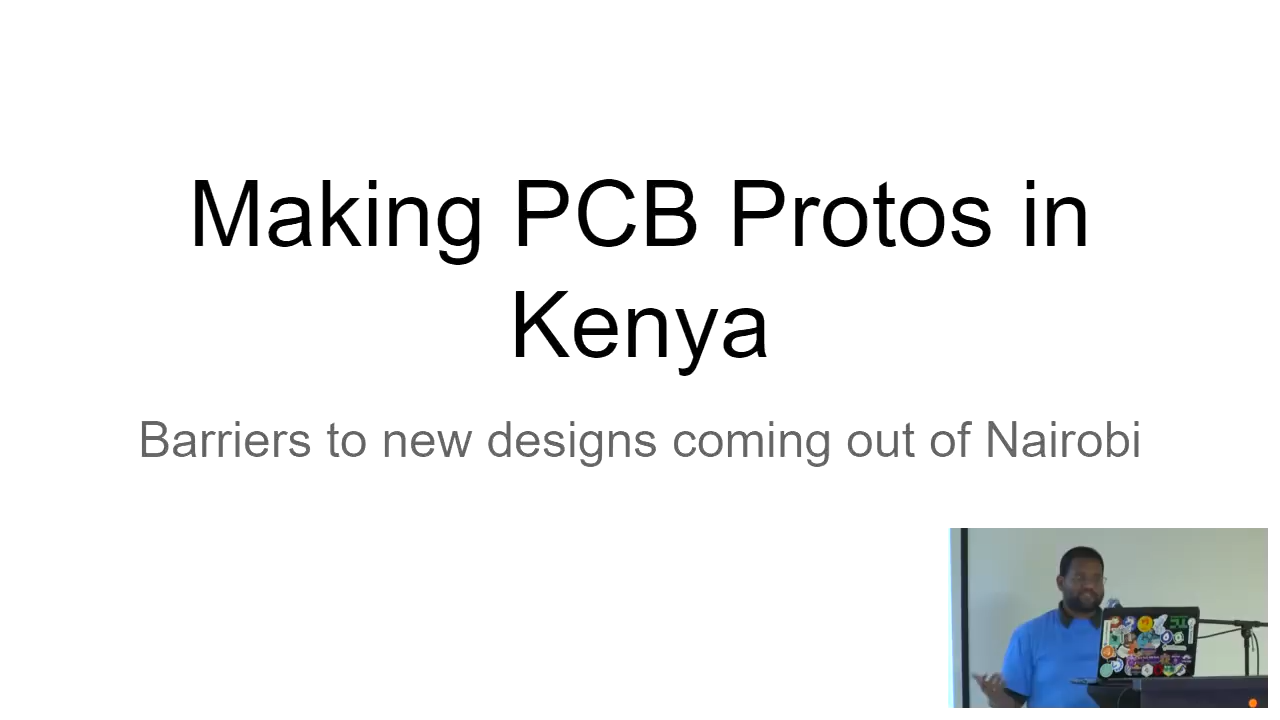 Making PCB Protos in
Kenya
Barriers to new designs coming out of Nairobi